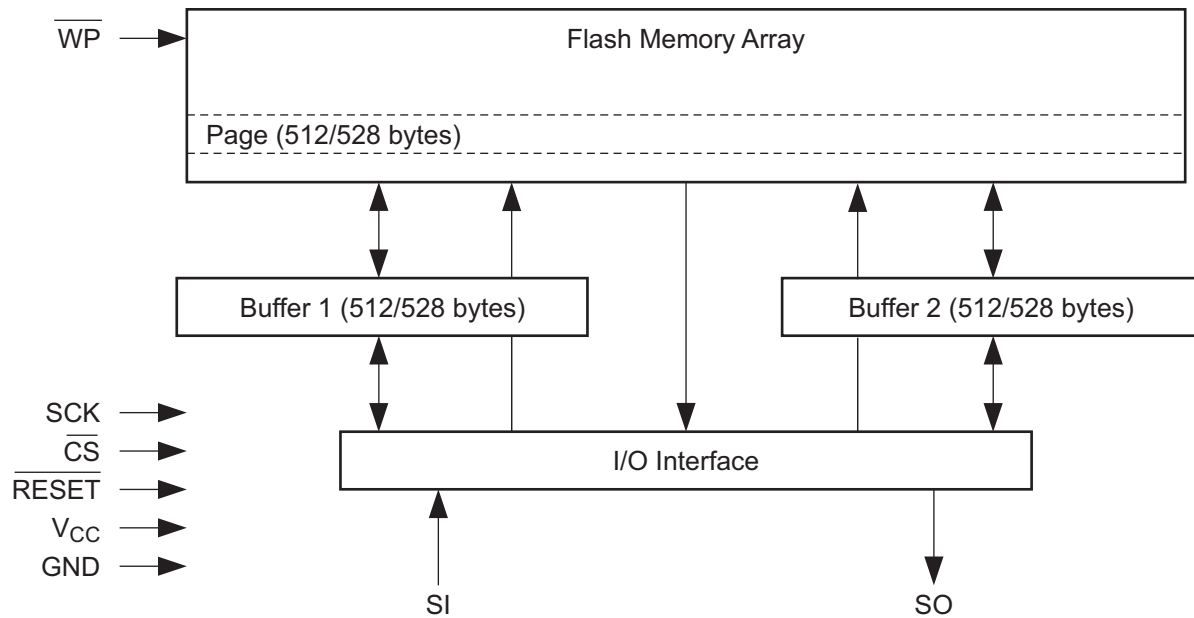 WP
Flash Memory Array
Page (512/528 bytes)
Buffer 1 (512/528 bytes)
Buffer 2 (512/528 bytes)
SCK
CS
RESET
VCC
GND
I/O Interface
SI
SO